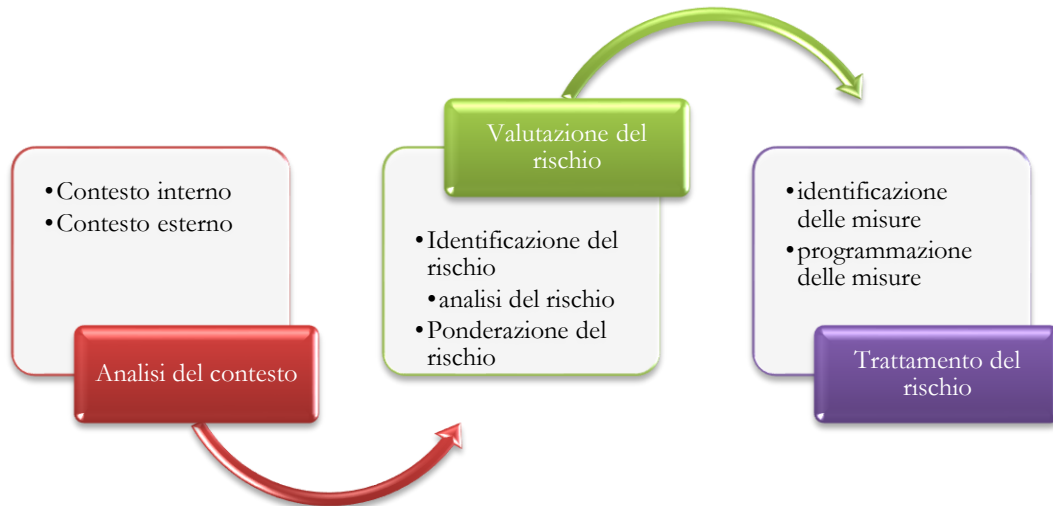 •Contesto interno
•Contesto esterno
Analisi del contesto
Valutazione del
rischio
•Identificazione del
rischio
•analisi del rischio
•Ponderazione del
rischio
•identificazione
delle misure
•programmazione
delle misure
Trattamento del
rischio